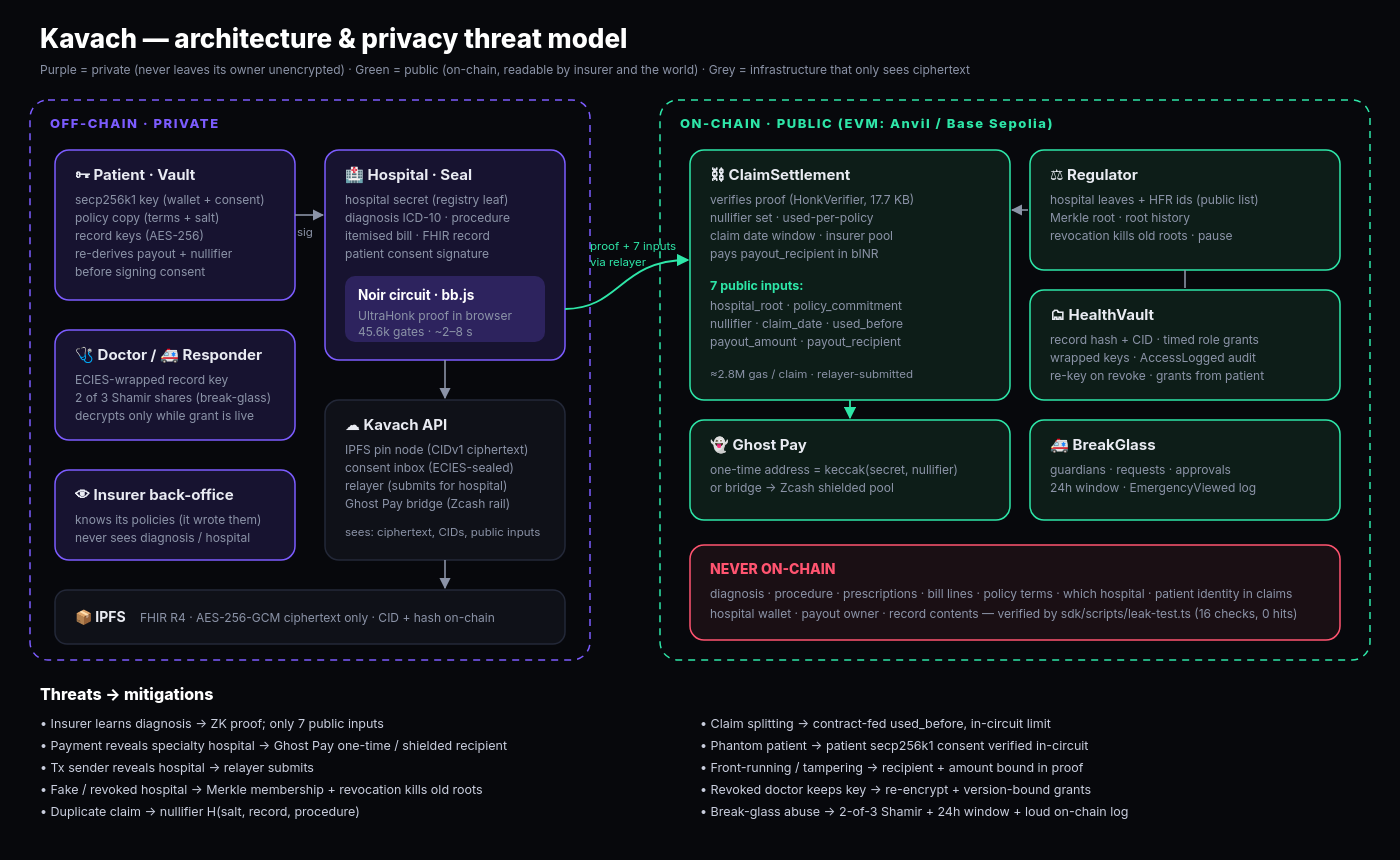 Kavach — architecture & privacy threat model
Purple = private (never leaves its owner unencrypted) · Green = public (on-chain, readable by insurer and the world) · Grey = infrastructure that only sees ciphertext
OFF-CHAIN · PRIVATE
Patient · Vault
secp256k1 key (wallet + consent)
policy copy (terms + salt)
record keys (AES-256)
re-derives payout + nullifier
before signing consent
sig
Hospital · Seal
hospital secret (registry leaf)
diagnosis ICD-10 · procedure
itemised bill · FHIR record
patient consent signature
Noir circuit · bb.js
UltraHonk proof in browser
45.6k gates · ~2–8 s
Doctor / 🚑 Responder
ECIES-wrapped record key
2 of 3 Shamir shares (break-glass)
decrypts only while grant is live
Kavach API
IPFS pin node (CIDv1 ciphertext)
consent inbox (ECIES-sealed)
relayer (submits for hospital)
Ghost Pay bridge (Zcash rail)
sees: ciphertext, CIDs, public inputs
Insurer back-office
knows its policies (it wrote them)
never sees diagnosis / hospital
IPFS FHIR R4 · AES-256-GCM ciphertext only · CID + hash on-chain
proof + 7 inputs
via relayer
ON-CHAIN · PUBLIC (EVM: Anvil / Base Sepolia)
ClaimSettlement
verifies proof (HonkVerifier, 17.7 KB)
nullifier set · used-per-policy
claim date window · insurer pool
pays payout_recipient in bINR
7 public inputs:
hospital_root · policy_commitment
nullifier · claim_date · used_before
payout_amount · payout_recipient
≈2.8M gas / claim · relayer-submitted
Regulator
hospital leaves + HFR ids (public list)
Merkle root · root history
revocation kills old roots · pause
HealthVault
record hash + CID · timed role grants
wrapped keys · AccessLogged audit
re-key on revoke · grants from patient
Ghost Pay
one-time address = keccak(secret, nullifier)
or bridge → Zcash shielded pool
BreakGlass
guardians · requests · approvals
24h window · EmergencyViewed log
NEVER ON-CHAIN
diagnosis · procedure · prescriptions · bill lines · policy terms · which hospital · patient identity in claims
hospital wallet · payout owner · record contents — verified by sdk/scripts/leak-test.ts (16 checks, 0 hits)
Threats → mitigations
• Insurer learns diagnosis → ZK proof; only 7 public inputs
• Payment reveals specialty hospital → Ghost Pay one-time / shielded recipient
• Tx sender reveals hospital → relayer submits
• Fake / revoked hospital → Merkle membership + revocation kills old roots
• Duplicate claim → nullifier H(salt, record, procedure)
• Claim splitting → contract-fed used_before, in-circuit limit
• Phantom patient → patient secp256k1 consent verified in-circuit
• Front-running / tampering → recipient + amount bound in proof
• Revoked doctor keeps key → re-encrypt + version-bound grants
• Break-glass abuse → 2-of-3 Shamir + 24h window + loud on-chain log